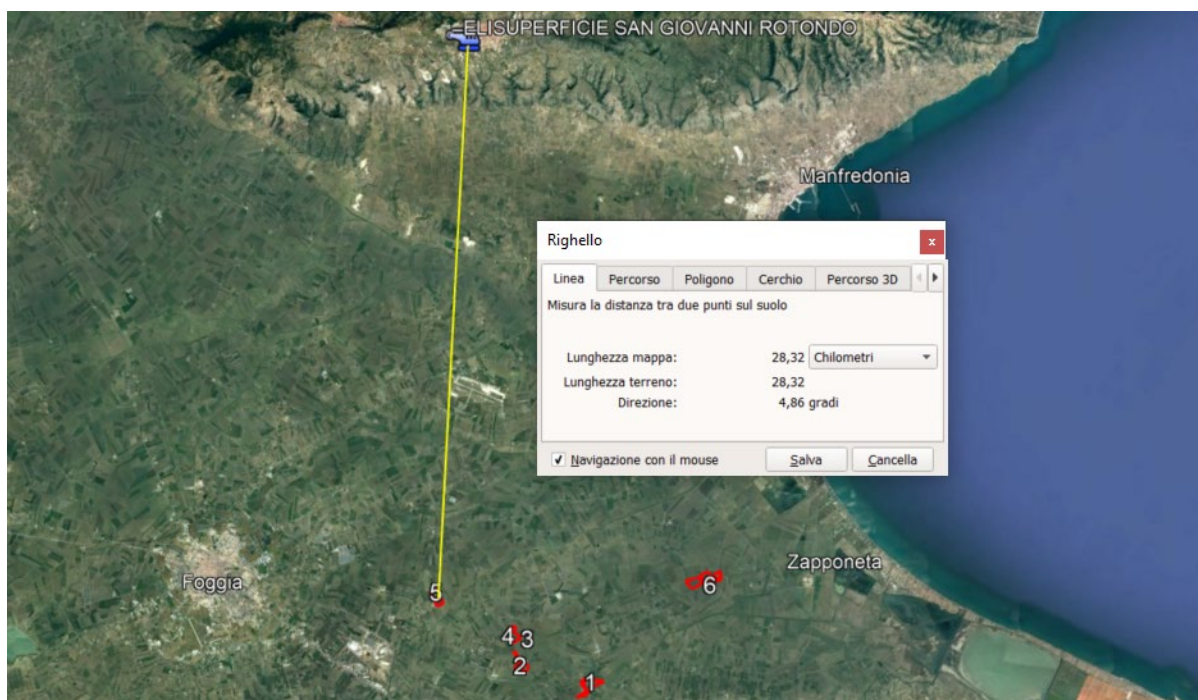 ELISUPERFICIE SAN GIOVANNI ROTONDO
Manfredonia
Righello
x
Linea Percorso Poligono Cerchio Percorso 3D
Misura la distanza tra due punti sul suolo
Lunghezza mappa: 28,32 Chilometri
Lunghezza terreno: 28,32
Direzione: 4,86 gradi
Navigazione con il mouse Salva Cancella
Zapponeta
Foggia
6
5
4 3
2
1